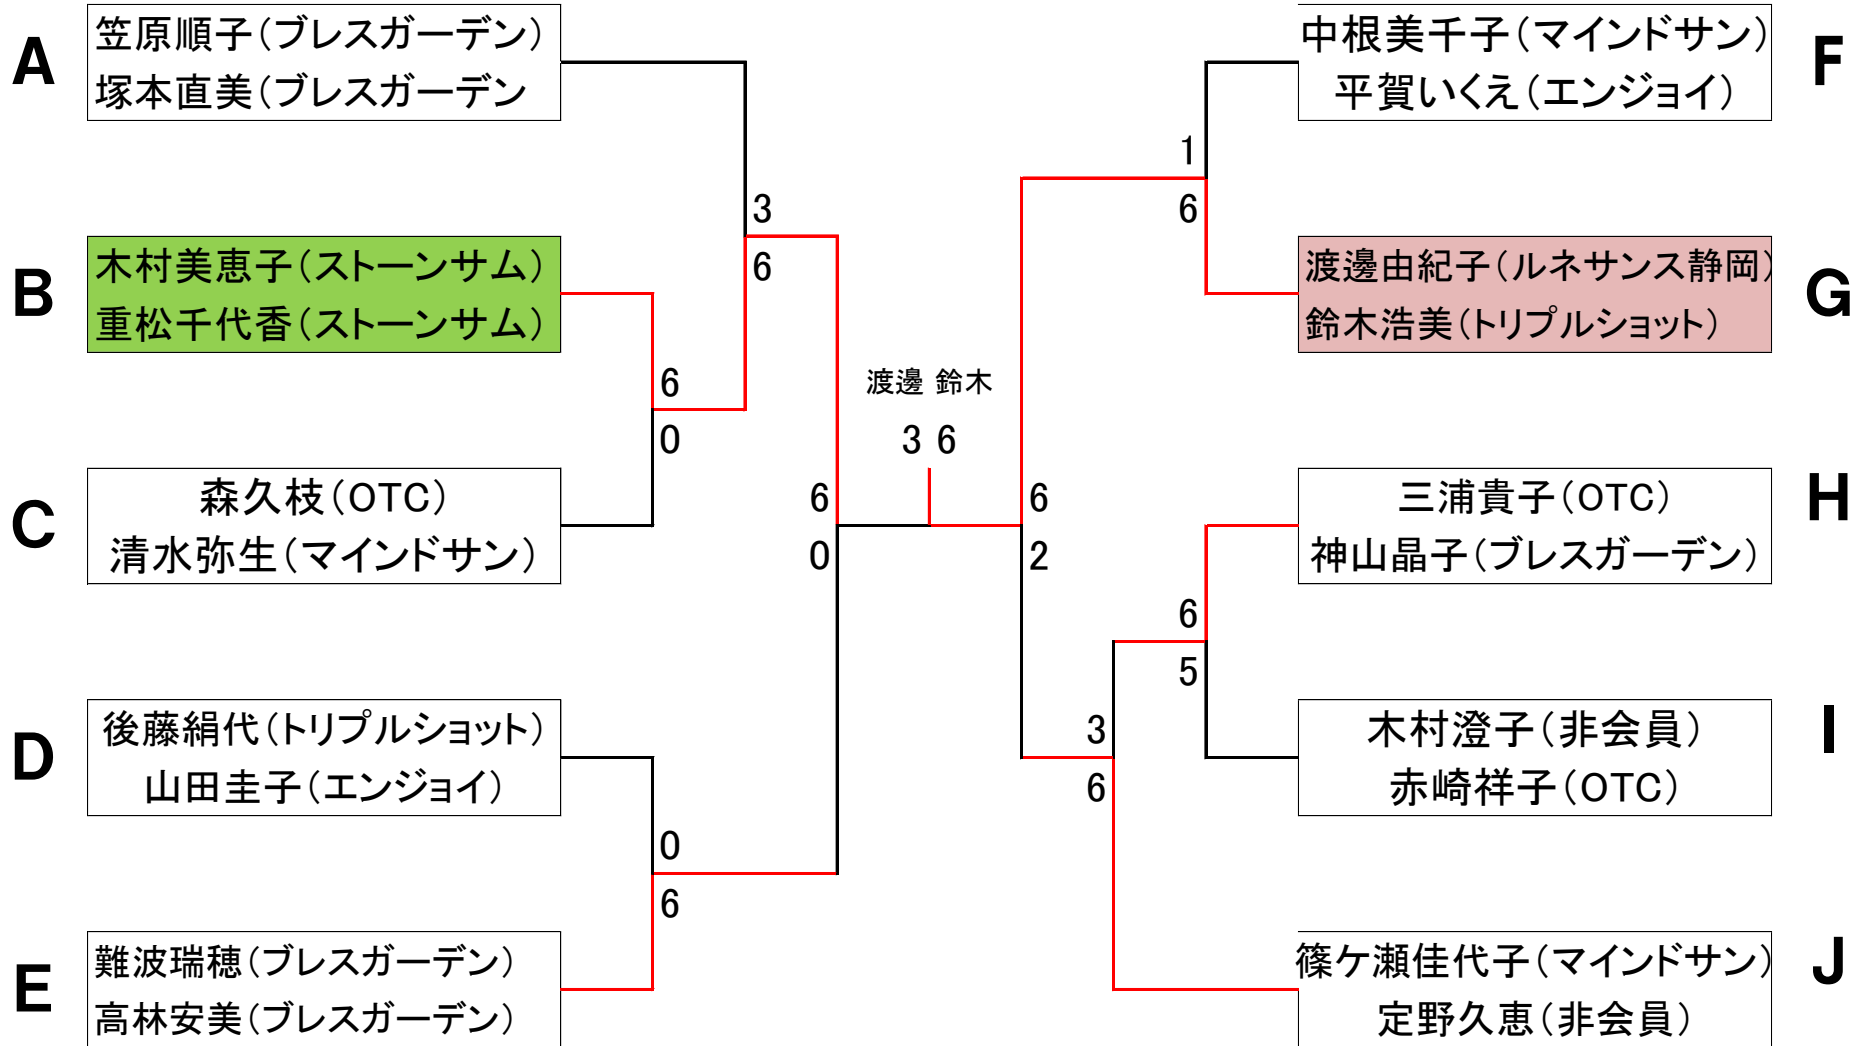 A
笠原順子(ブレスガーデン)
塚本直美(ブレスガーデン
B
木村美恵子(ストーンサム)
重松千代香(ストーンサム)
C
森久枝(OTC)
清水弥生(マインドサン)
D
後藤絹代(トリプルショット)
山田圭子(エンジョイ)
E
難波瑞穂(ブレスガーデン)
高林安美(ブレスガーデン)
3
6
6
0
6
0
0
6
渡邊 鈴木
3 6
1
6
6
2
6
5
3
6
中根美千子(マインドサン)
平賀いくえ(エンジョイ)
F
渡邊由紀子(ルネサンス静岡)
鈴木浩美(トリプルショット)
G
三浦貴子(OTC)
神山晶子(ブレスガーデン)
H
木村澄子(非会員)
赤崎祥子(OTC)
I
篠ケ瀬佳代子(マインドサン)
定野久恵(非会員)
J